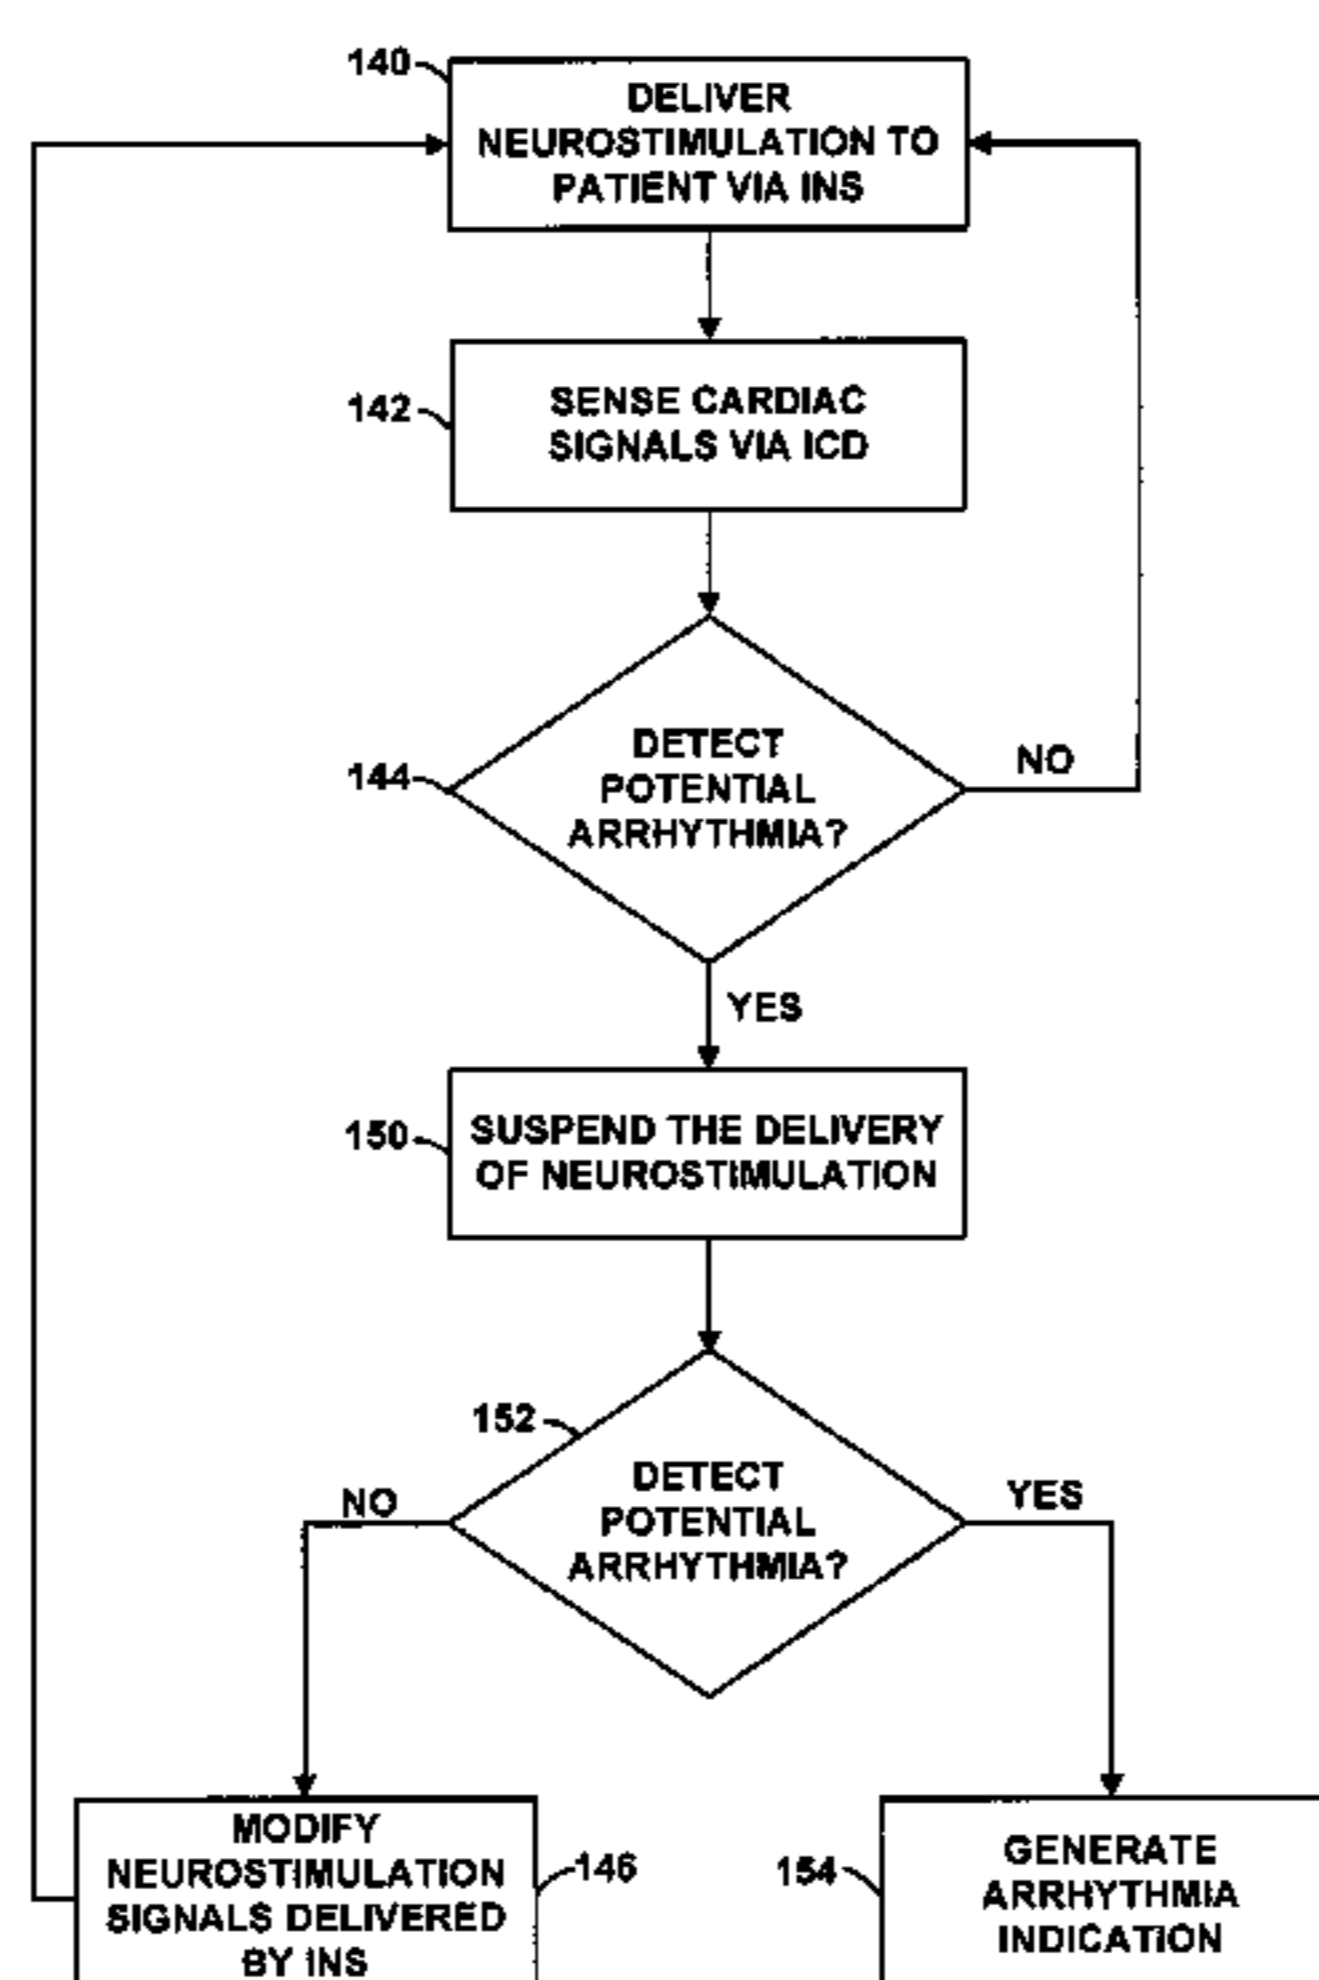 140
DELIVER
NEUROSTIMULATION TO
PATIENT VIA INS
142
SENSE CARDIAC
SIGNALS VIA ICD
144
DETECT
POTENTIAL
ARRHYTHMIA?
NO
YES
150
SUSPEND THE DELIVERY
OF NEUROSTIMULATION
152
DETECT
POTENTIAL
ARRHYTHMIA?
NO
YES
MODIFY
NEUROSTIMULATION
SIGNALS DELIVERED
BY INS
146
154
GENERATE
ARRHYTHMIA
INDICATION